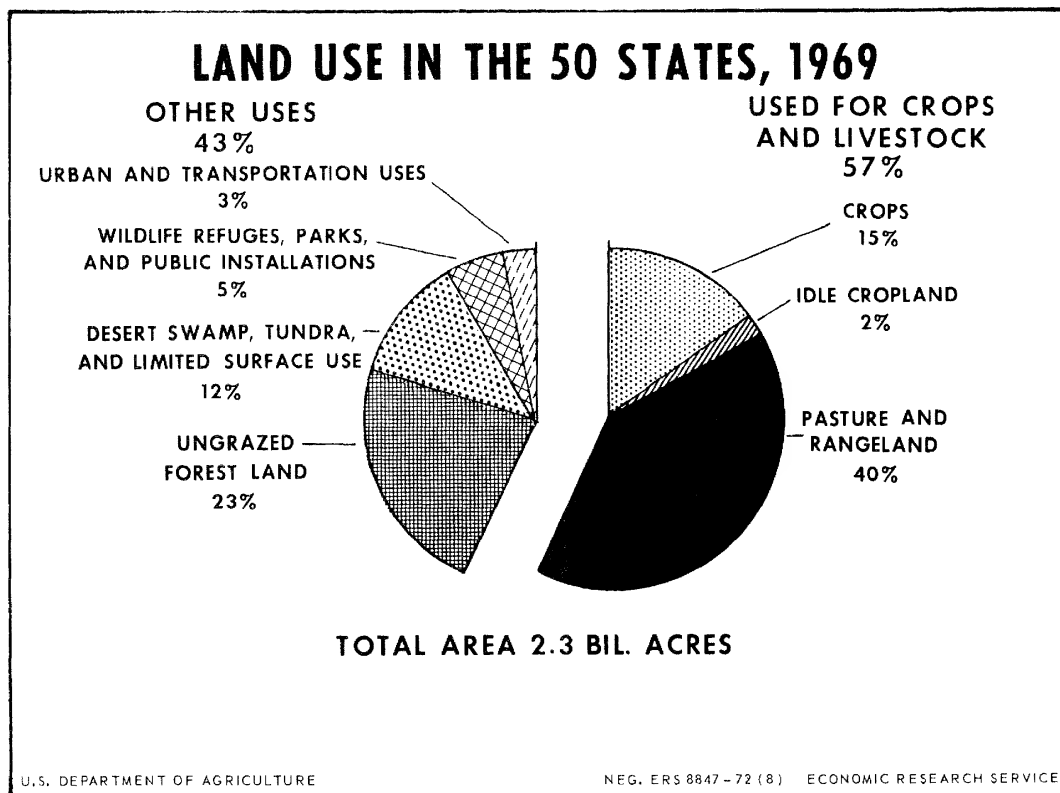 LAND USE IN THE 50 STATES, 1969
OTHER USES
43%
URBAN AND TRANSPORTATION USES
3%
WILDLIFE REFUGES, PARKS,
AND PUBLIC INSTALLATIONS
5%
DESERT SWAMP, TUNDRA,
AND LIMITED SURFACE USE
12%
UNGRAZED
FOREST LAND
23%
USED FOR CROPS
AND LIVESTOCK
57%
CROPS
15%
IDLE CROPLAND
2%
PASTURE AND
RANGELAND
40%
TOTAL AREA 2.3 BIL. ACRES
U.S. DEPARTMENT OF AGRICULTURE
NEG. ERS 8847-72 (8) ECONOMIC RESEARCH SERVICE